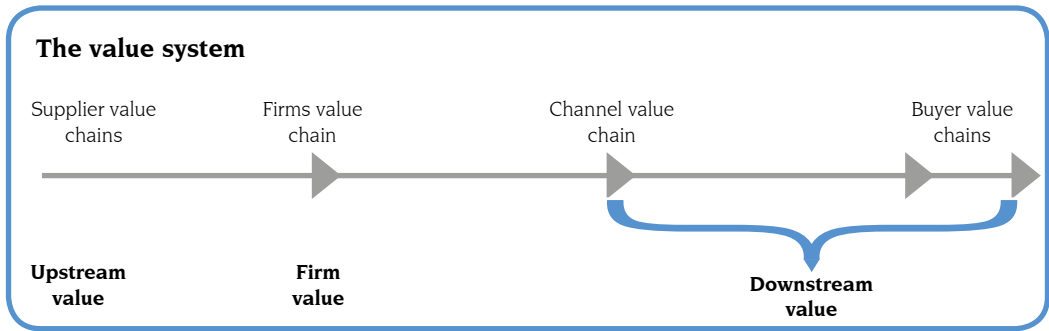 The value system
Supplier value
chains
Firms value
chain
Channel value
chain
Buyer value
chains
Upstream
value
Firm
value
Downstream
value